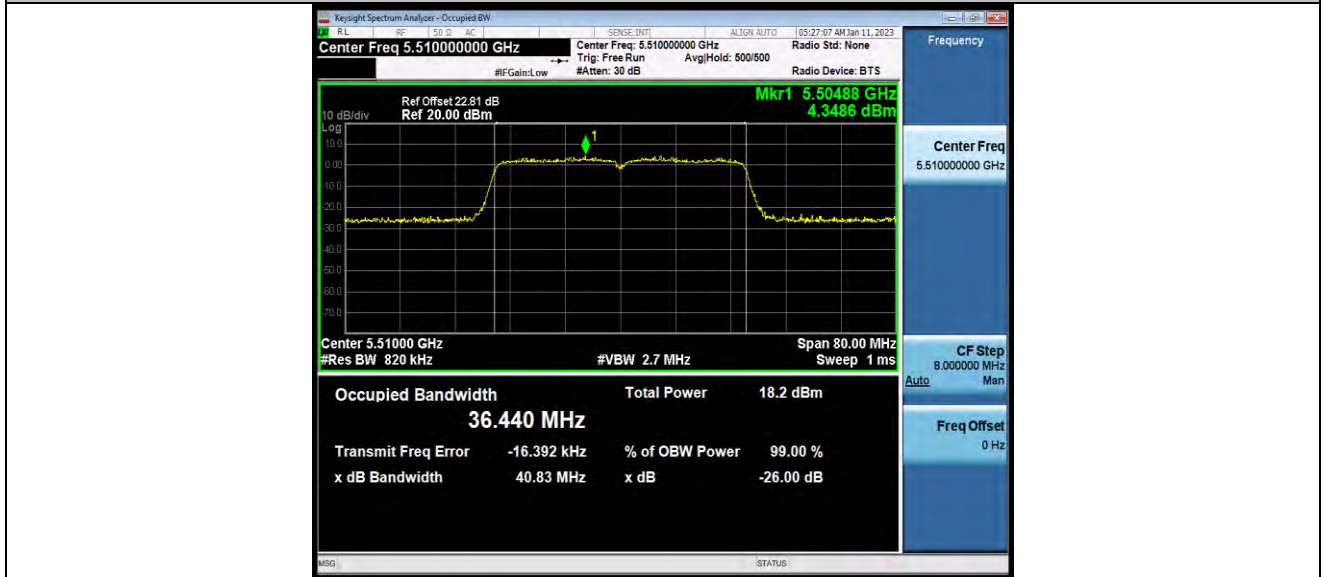 Keysight Spectrum Analyzer - Occupied BW
RL RF 50 Ω AC SENSE:INT ALIGN AUTO 05:27:07 AM Jan 11, 2023
Center Freq 5.510000000 GHz Center Freq: 5.510000000 GHz Radio Std: None
Trig: Free Run Avg|Hold: 500/500
#IFGain:Low #Atten: 30 dB Radio Device: BTS
Frequency
Mkr1 5.50488 GHz
4.3486 dBm
Ref Offset 22.81 dB
10 dB/div Ref 20.00 dBm
Log
10.0
0.00
-10.0
-20.0
-30.0
-40.0
-50.0
-60.0
-70.0
1
Center 5.51000 GHz Span 80.00 MHz
#Res BW 820 kHz #VBW 2.7 MHz Sweep 1 ms
Occupied Bandwidth Total Power 18.2 dBm
36.440 MHz
Transmit Freq Error -16.392 kHz % of OBW Power 99.00 %
x dB Bandwidth 40.83 MHz x dB -26.00 dB
Center Freq
5.510000000 GHz
CF Step
8.000000 MHz
Auto Man
Freq Offset
0 Hz
MSG STATUS